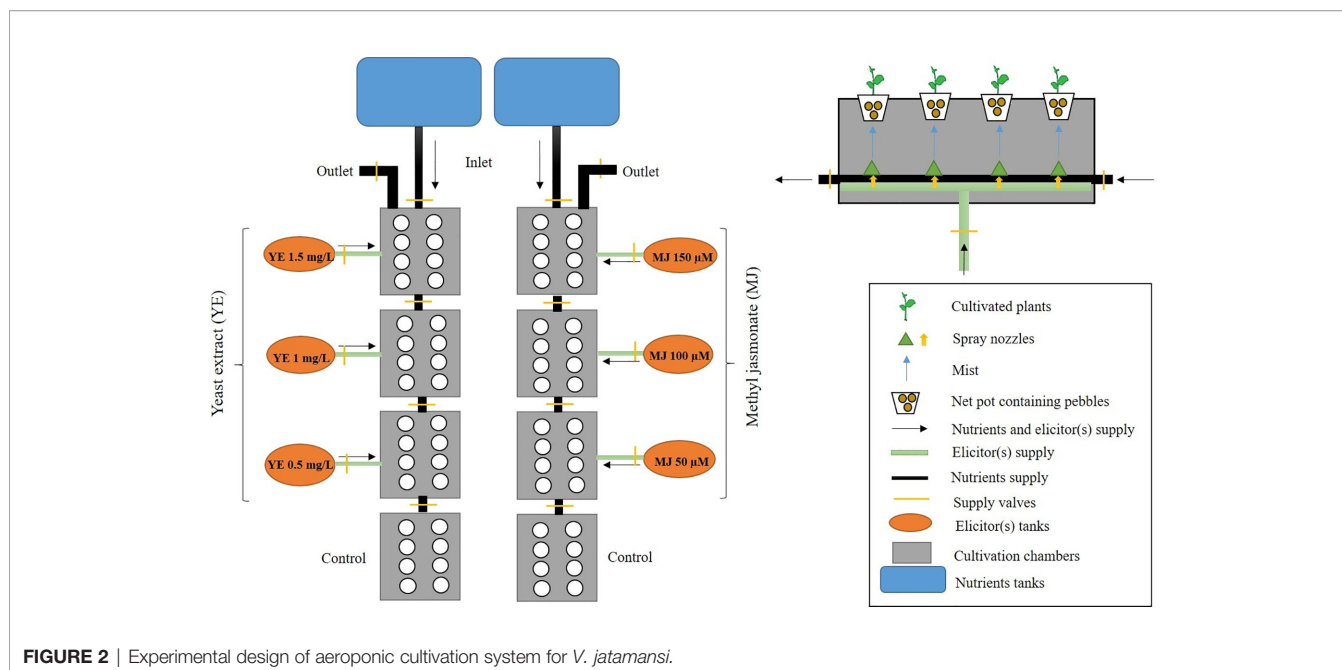 Outlet
Inlet
Outlet
Yeast extract (YE)
YE 1.5 mg/L
YE 1 mg/L
YE 0.5 mg/L
Control
MJ 150 µM
MJ 100 µM
MJ 50 µM
Methyl jasmonate (MJ)
Control
Cultivated plants
Spray nozzles
Mist
Net pot containing pebbles
Nutrients and elicitor(s) supply
Elicitor(s) supply
Nutrients supply
Supply valves
Elicitor(s) tanks
Cultivation chambers
Nutrients tanks
FIGURE 2 | Experimental design of aeroponic cultivation system for V. jatamansi.